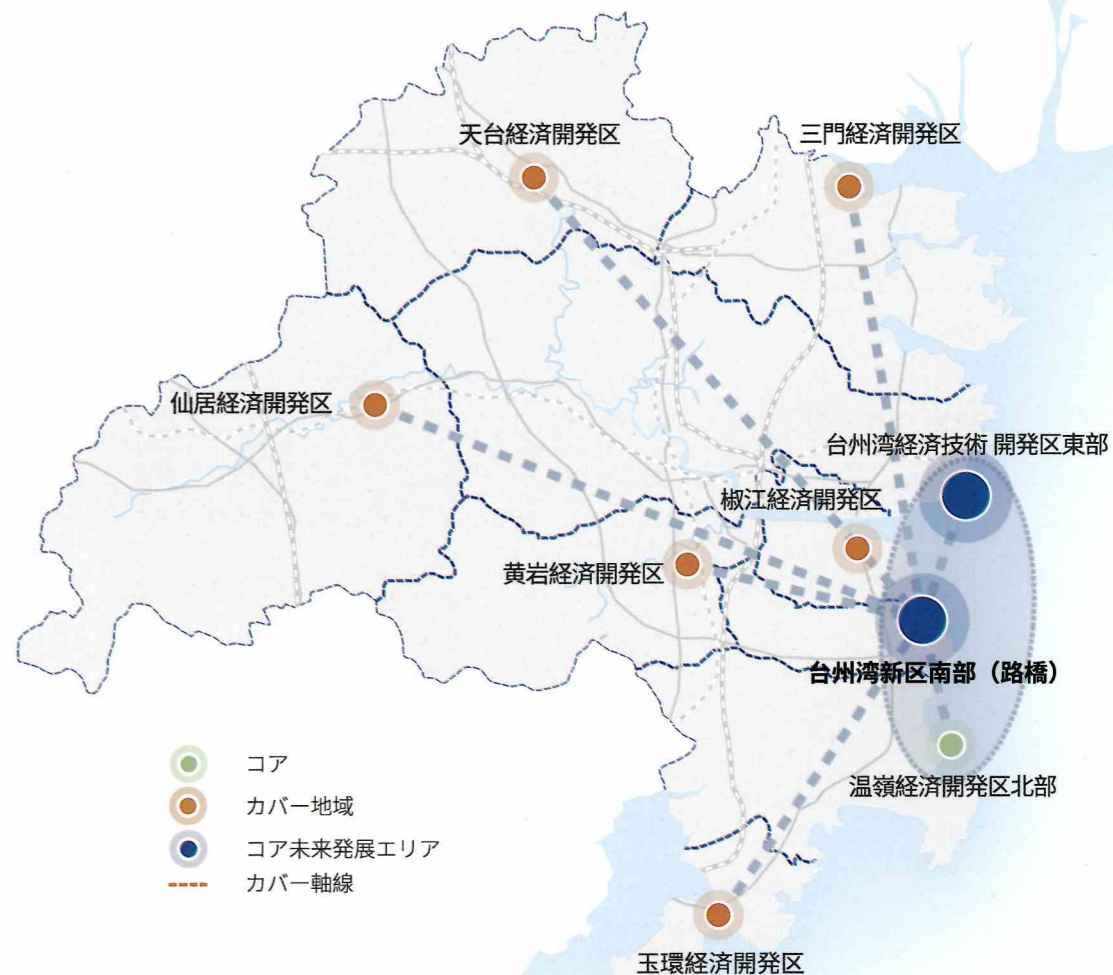 天台経済開発区
三門経済開発区
仙居経済開発区
台州湾経済技術 開発区東部
椒江経済開発区
黄岩経済開発区
台州湾新区南部（路橋）
温嶺経済開発区北部
玉環経済開発区
コア
カバー地域
コア未来発展エリア
カバー軸線